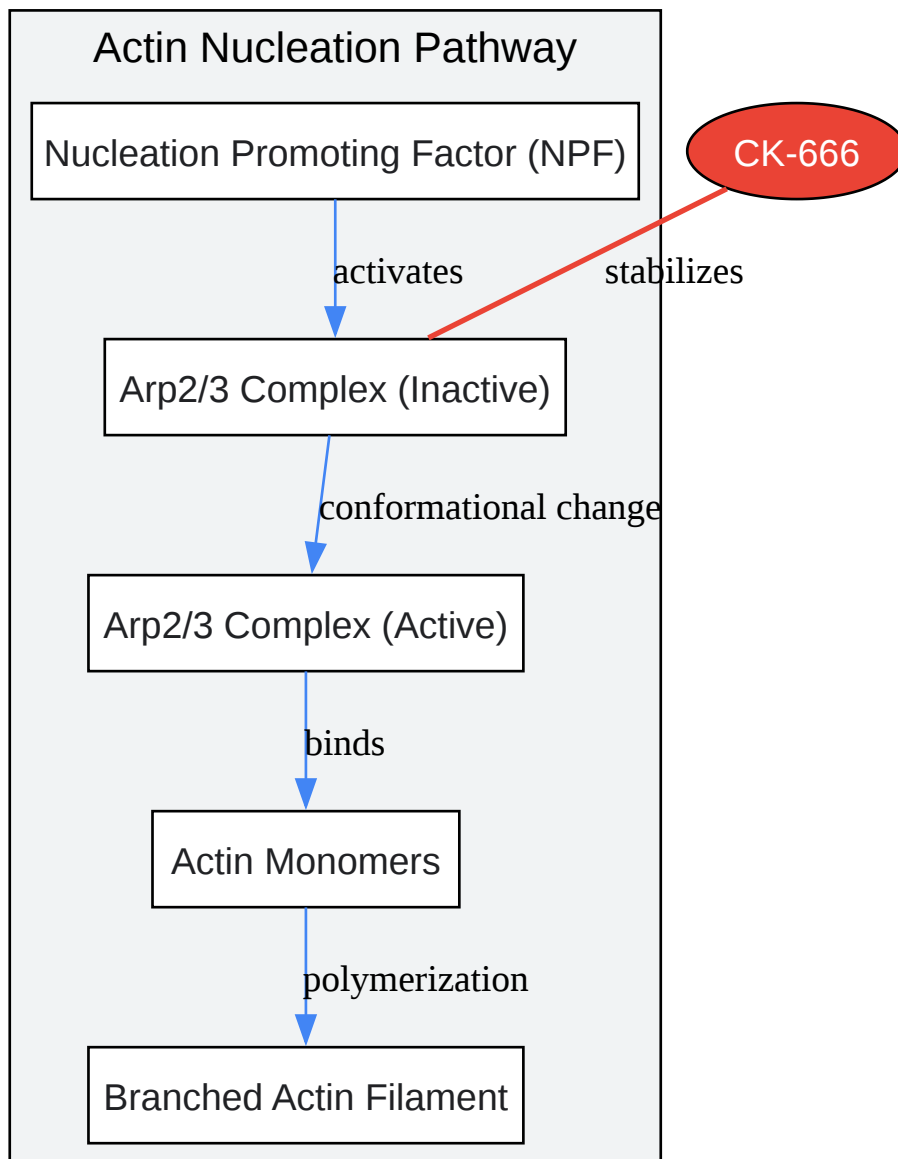 Actin Nucleation Pathway
Nucleation Promoting Factor (NPF)
CK-666
activates
stabilizes
Arp2/3 Complex (Inactive)
conformational change
Arp2/3 Complex (Active)
binds
Actin Monomers
polymerization
Branched Actin Filament